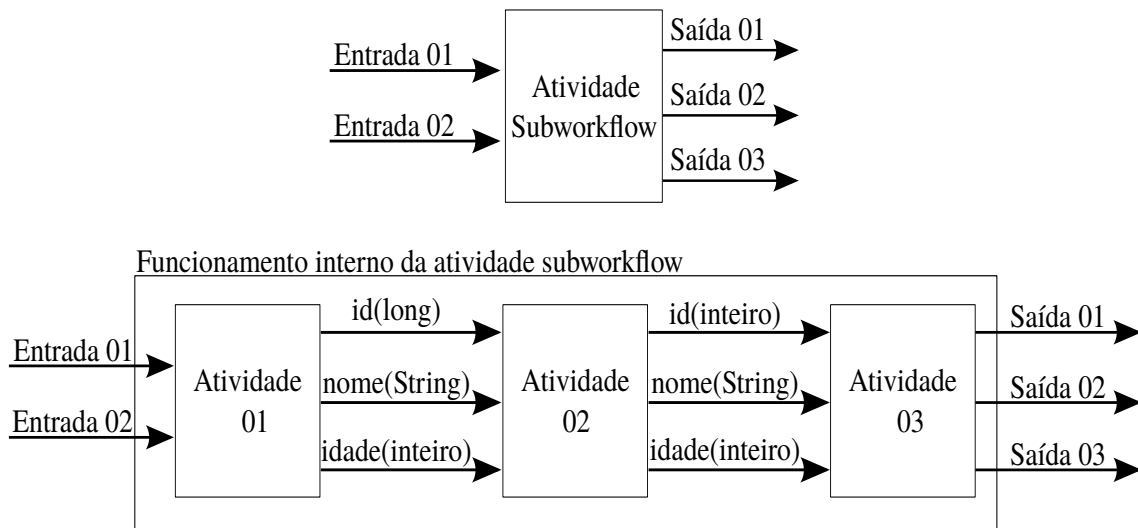 Entrada 01
Entrada 02
Atividade
Subworkflow
Saída 01
Saída 02
Saída 03
Funcionamento interno da atividade subworkflow
Entrada 01
Entrada 02
Atividade
01
id(long)
nome(String)
idade(inteiro)
Atividade
02
id(inteiro)
nome(String)
idade(inteiro)
Atividade
03
Saída 01
Saída 02
Saída 03